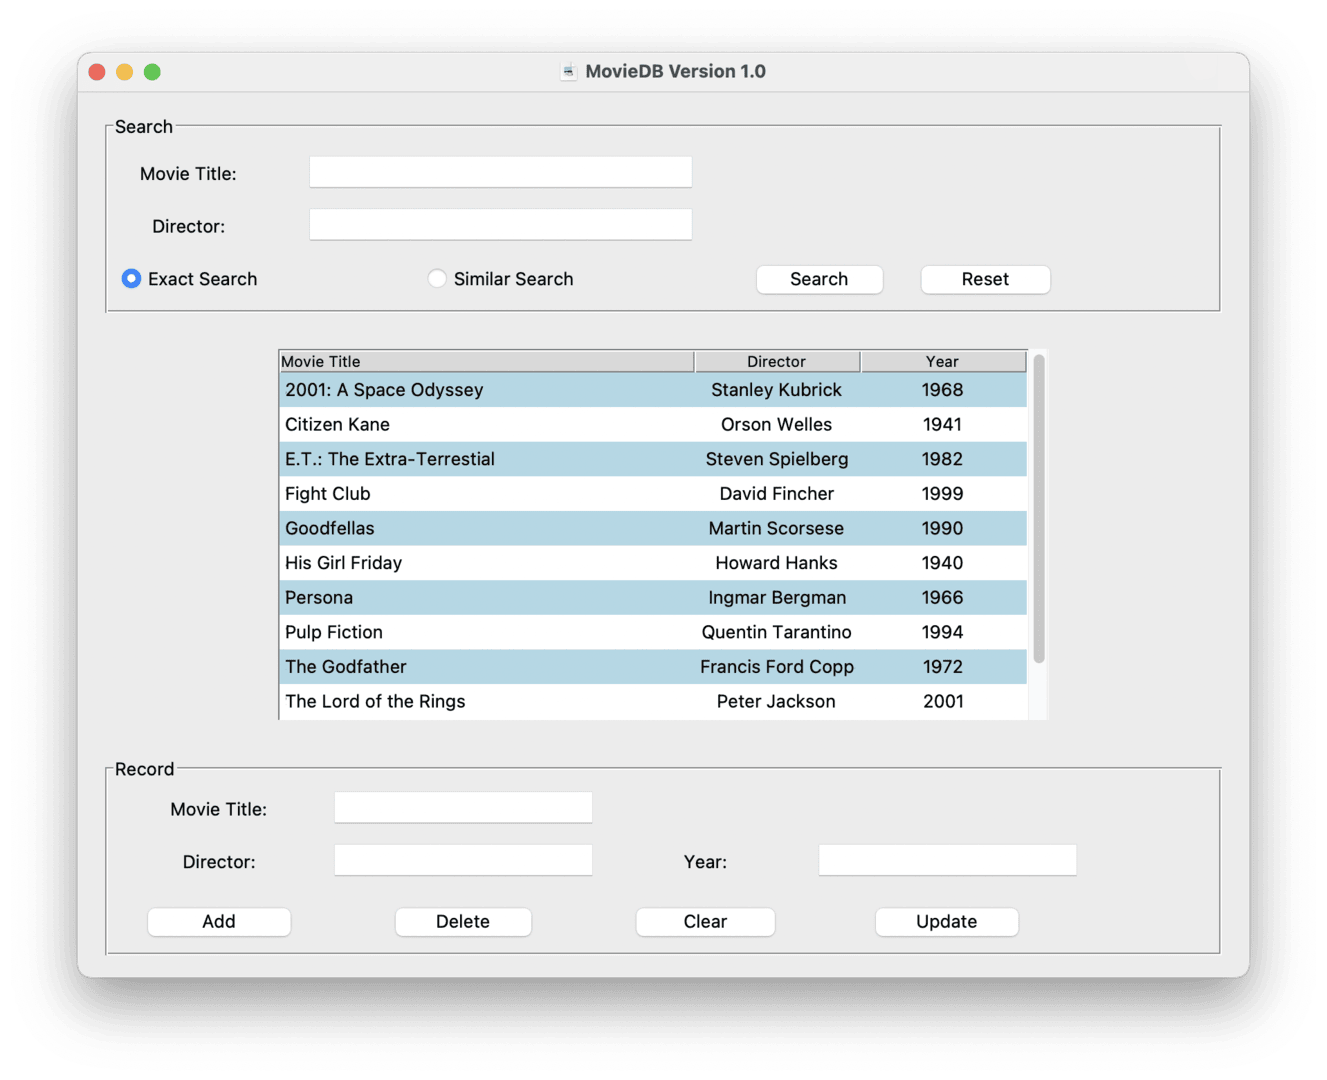 MovieDB Version 1.0
Search
Movie Title:
Director:
Exact Search Similar Search Search Reset
Movie Title Director Year
2001: A Space Odyssey Stanley Kubrick 1968
Citizen Kane Orson Welles 1941
E.T.: The Extra-Terrestial Steven Spielberg 1982
Fight Club David Fincher 1999
Goodfellas Martin Scorsese 1990
His Girl Friday Howard Hanks 1940
Persona Ingmar Bergman 1966
Pulp Fiction Quentin Tarantino 1994
The Godfather Francis Ford Copp 1972
The Lord of the Rings Peter Jackson 2001
Record
Movie Title:
Director: Year:
Add Delete Clear Update